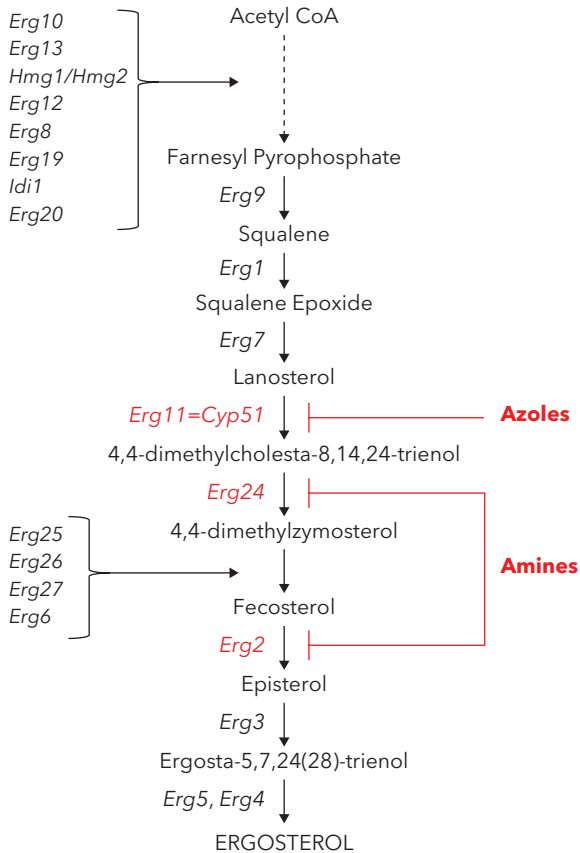 Acetyl CoA
Erg10
Erg13
Hmg1/Hmg2
Erg12
Erg8
Erg19
Idi1
Erg20
Farnesyl Pyrophosphate
Erg9
Squalene
Erg1
Squalene Epoxide
Erg7
Lanosterol
Erg11=Cyp51
Azoles
4,4-dimethylcholesta-8,14,24-trienol
Erg24
4,4-dimethylzymosterol
Erg25
Erg26
Erg27
Erg6
Amines
Fecosterol
Erg2
Episterol
Erg3
Ergosta-5,7,24(28)-trienol
Erg5, Erg4
ERGOSTEROL